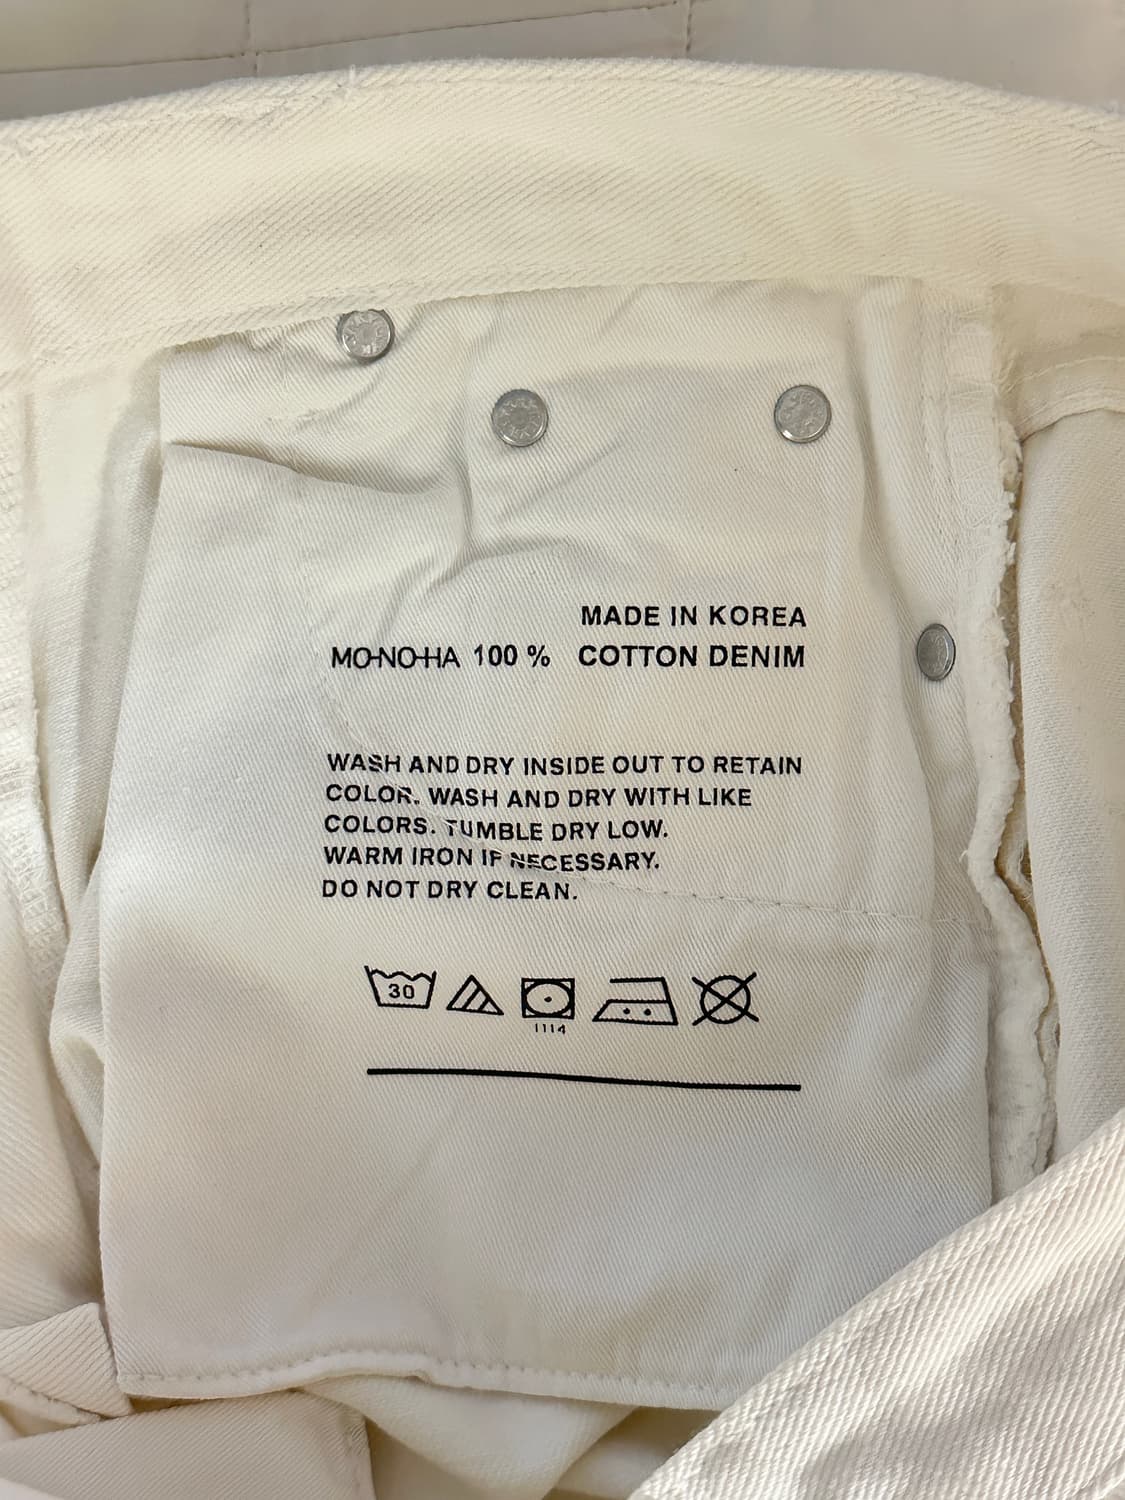 MADE IN KOREA
MO-NO-HA 100 % COTTON DENIM
WASH AND DRY INSIDE OUT TO RETAIN
COLOR. WASH AND DRY WITH LIKE
COLORS. TUMBLE DRY LOW.
WARM IRON IF NECESSARY.
DO NOT DRY CLEAN.
30
1114